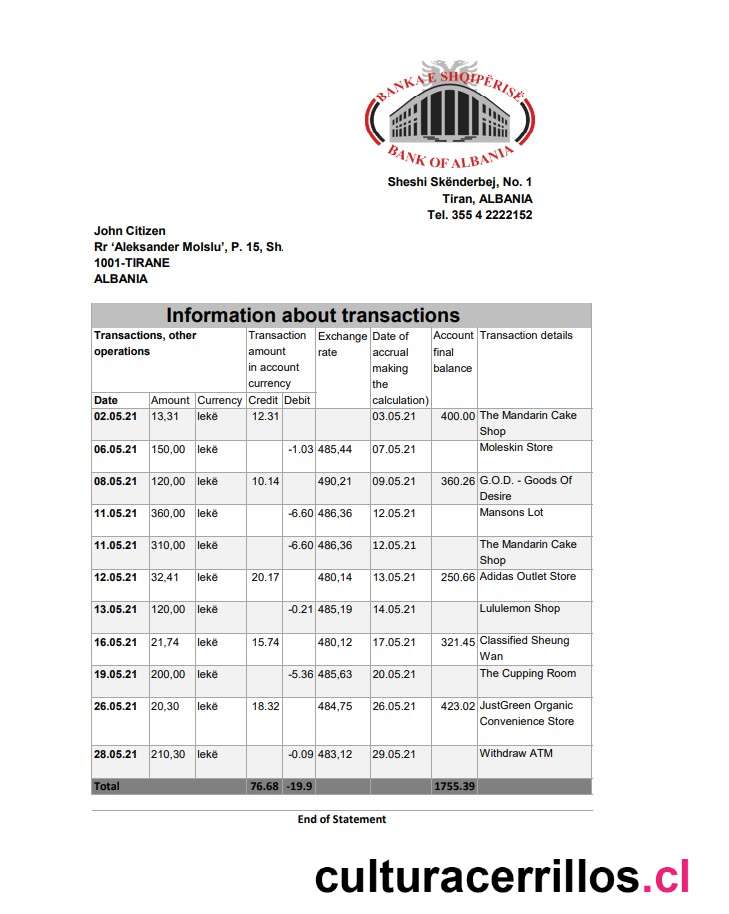 BANKA E SHQIPËRISË
BANK OF ALBANIA
Sheshi Skënderbej, No. 1
Tiran, ALBANIA
Tel. 355 4 2222152
John Citizen
Rr ‘Aleksander Molslu’, P. 15, Sh.
1001-TIRANE
ALBANIA
Information about transactions
Transactions, other operations Transaction amount in account currency Exchange rate Date of accrual making the calculation) Account final balance Transaction details
Date Amount Currency Credit Debit
02.05.21 13,31 lekë 12.31 03.05.21 400.00 The Mandarin Cake Shop
06.05.21 150,00 lekë -1.03 485,44 07.05.21 Moleskin Store
08.05.21 120,00 lekë 10.14 490,21 09.05.21 360.26 G.O.D. - Goods Of Desire
11.05.21 360,00 lekë -6.60 486,36 12.05.21 Mansons Lot
11.05.21 310,00 lekë -6.60 486,36 12.05.21 The Mandarin Cake Shop
12.05.21 32,41 lekë 20.17 480,14 13.05.21 250.66 Adidas Outlet Store
13.05.21 120,00 lekë -0.21 485,19 14.05.21 Lululemon Shop
16.05.21 21,74 lekë 15.74 480,12 17.05.21 321.45 Classified Sheung Wan
19.05.21 200,00 lekë -5.36 485,63 20.05.21 The Cupping Room
26.05.21 20,30 lekë 18.32 484,75 26.05.21 423.02 JustGreen Organic Convenience Store
28.05.21 210,30 lekë -0.09 483,12 29.05.21 Withdraw ATM
Total 76.68 -19.9 1755.39
End of Statement
culturacerrillos.cl